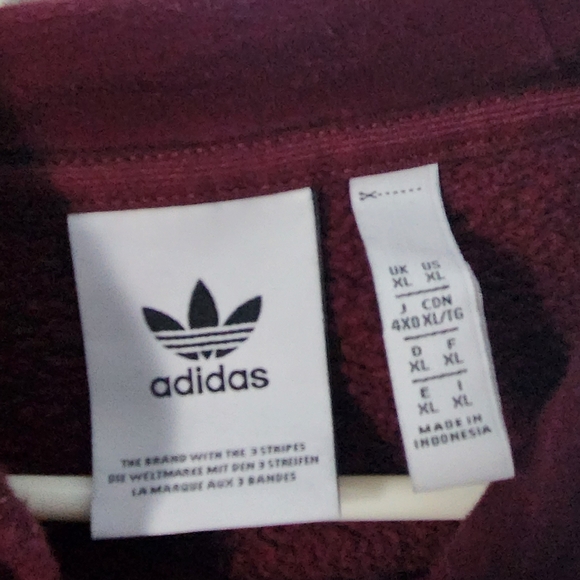 adidas
THE BRAND WITH THE 3 STRIPES
DIE WELTMARKE MIT DEN 3 STREIFEN
LA MARQUE AUX 3 BANDES
UK US
XL XL
J CDN
4XO XL/TG
D F
XL XL
E I
XL XL
MADE IN
INDONESIA